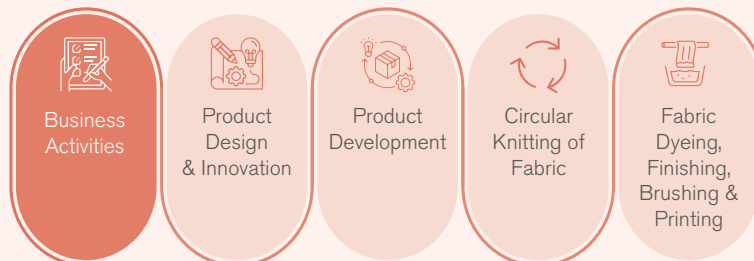 Business
Activities
Product
Design
& Innovation
Product
Development
Circular
Knitting of
Fabric
Fabric
Dyeing,
Finishing,
Brushing &
Printing